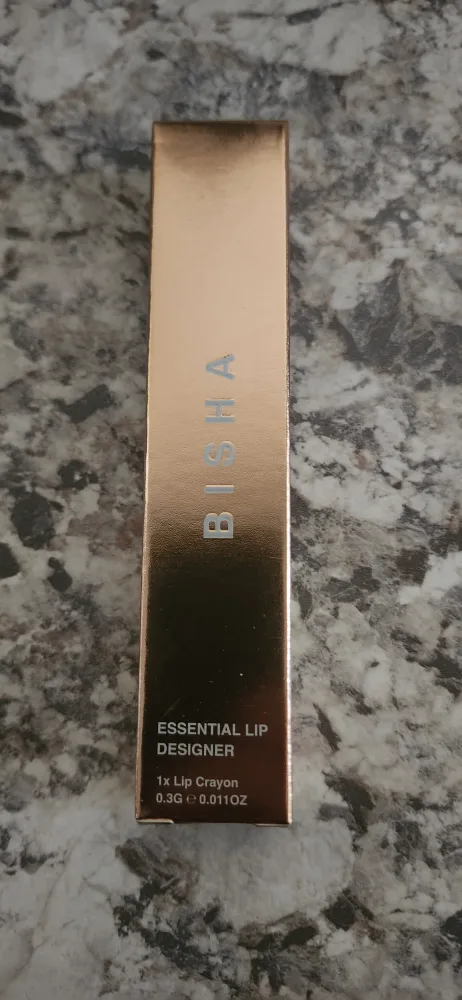 BISHA
ESSENTIAL LIP
DESIGNER
1x Lip Crayon
0.3G ℮ 0.011OZ